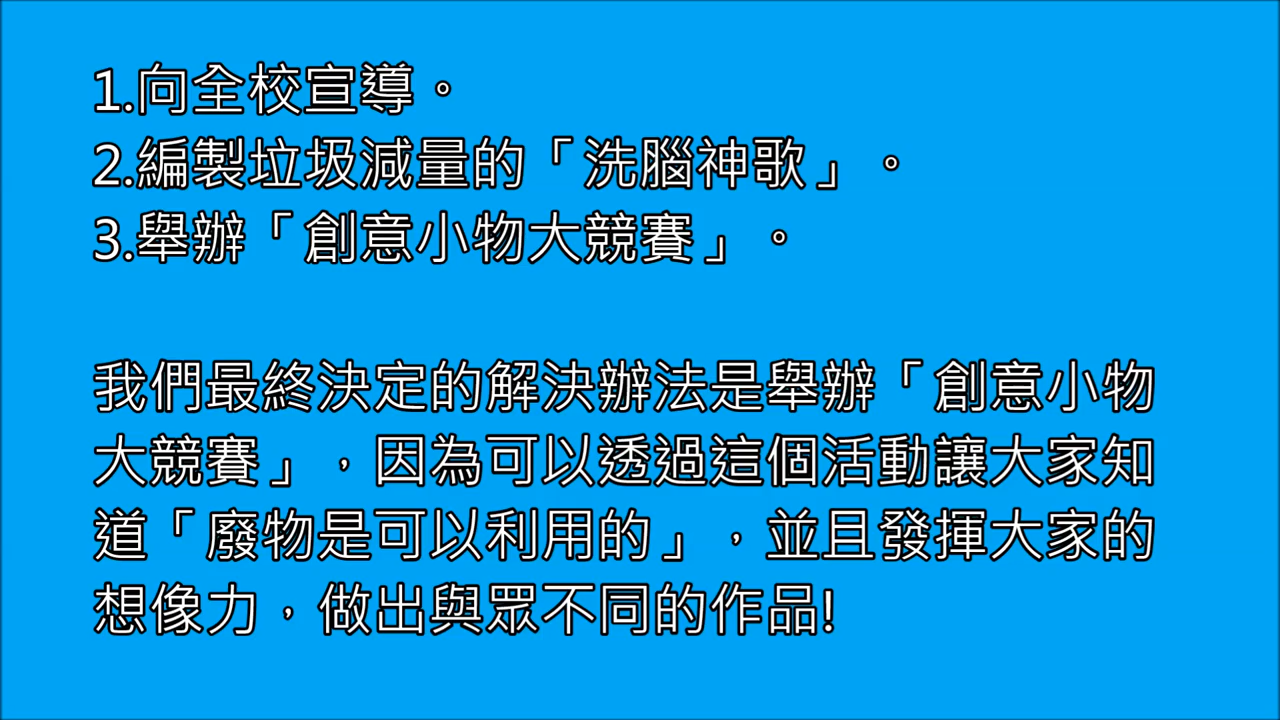 1.向全校宣導。
2.編製垃圾減量的「洗腦神歌」。
3.舉辦「創意小物大競賽」。
我們最終決定的解決辦法是舉辦「創意小物
大競賽」，因為可以透過這個活動讓大家知
道「廢物是可以利用的」，並且發揮大家的
想像力，做出與眾不同的作品!